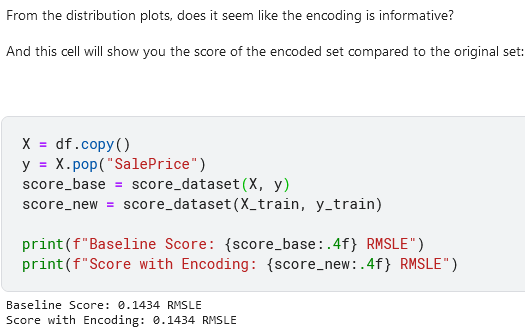 From the distribution plots, does it seem like the encoding is informative?
And this cell will show you the score of the encoded set compared to the original set:
X = df.copy()
y = X.pop("SalePrice")
score_base = score_dataset(X, y)
score_new = score_dataset(X_train, y_train)
print(f"Baseline Score: {score_base:.4f} RMSLE")
print(f"Score with Encoding: {score_new:.4f} RMSLE")
Baseline Score: 0.1434 RMSLE
Score with Encoding: 0.1434 RMSLE